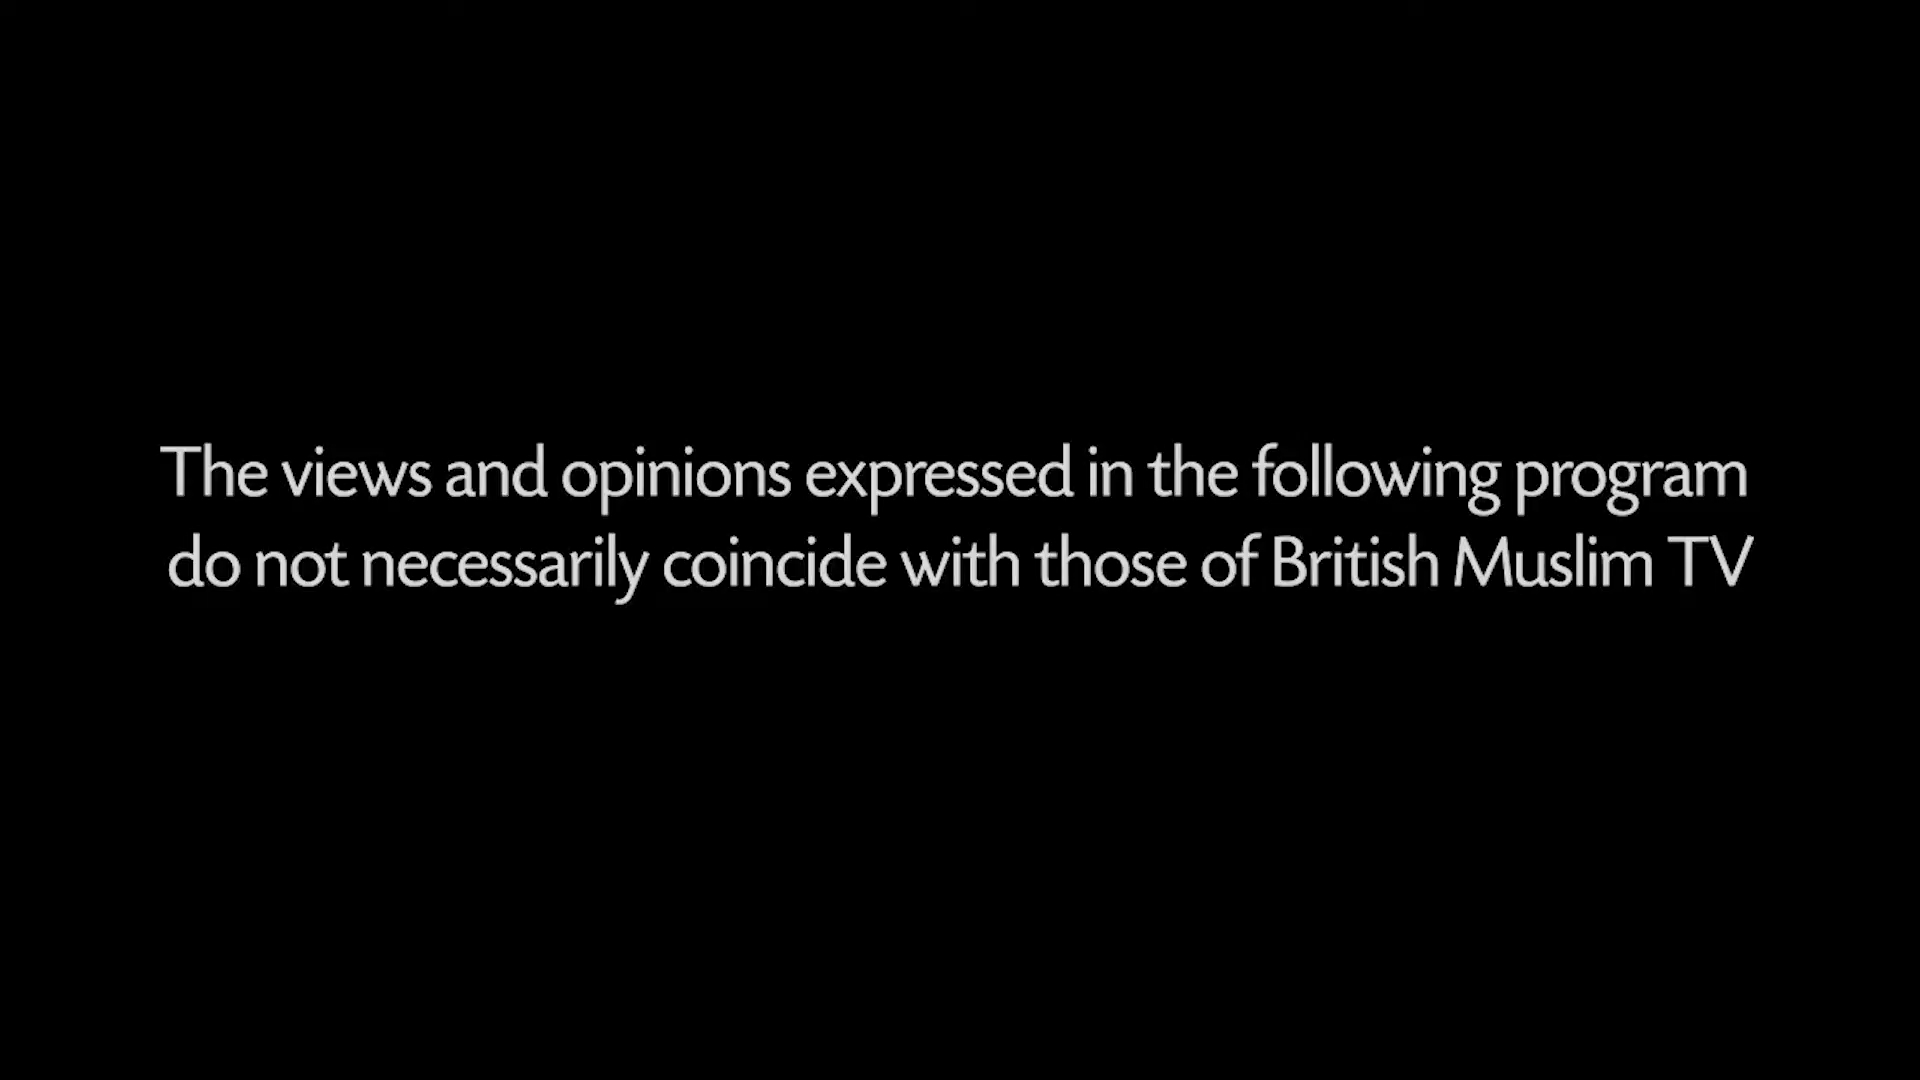 The views and opinions expressed in the following program
do not necessarily coincide with those of British Muslim TV